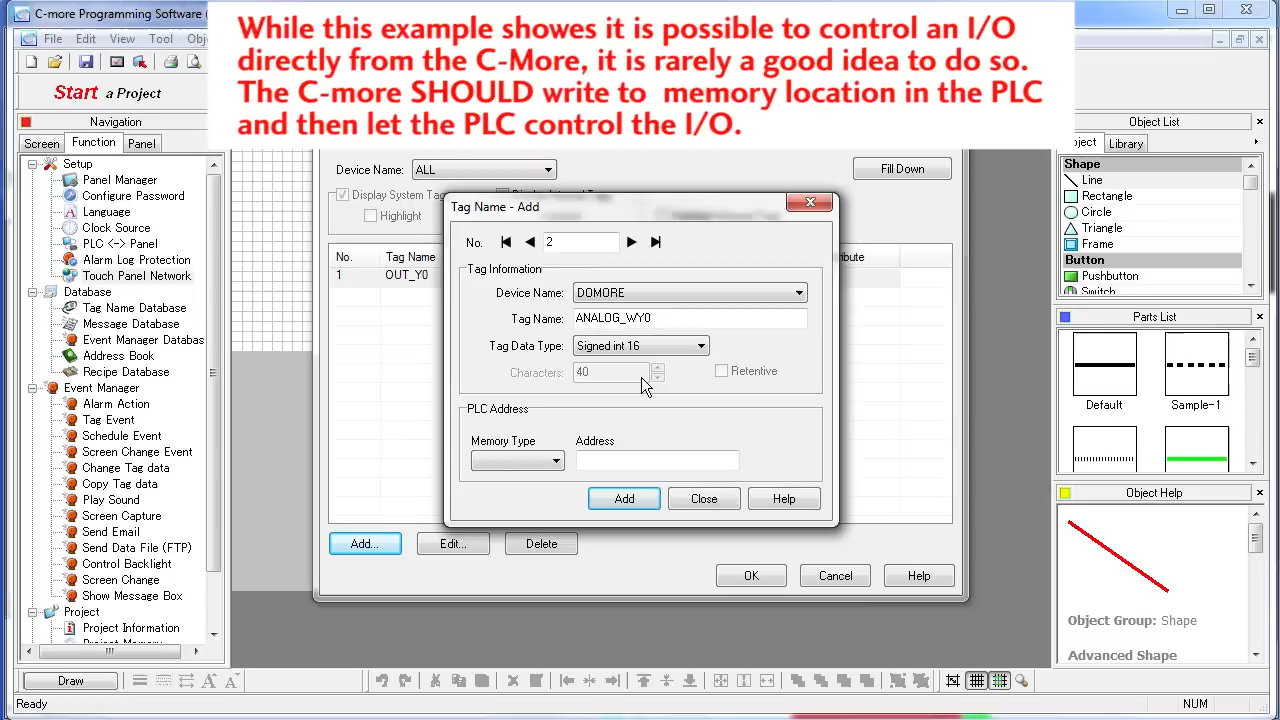 C-more Programming Software (
While this example showes it is possible to control an I/O
directly from the C-More, it is rarely a good idea to do so.
The C-more SHOULD write to memory location in the PLC
and then let the PLC control the I/O.
File Edit View Tool
Start a Project
Navigation
Screen Function Panel
Setup
Panel Manager
Language
PLC <-> Panel
Alarm Log Protection
Touch Panel Network
Database
Tag Name Database
Message Database
Event Manager Databas
Address Book
Recipe Database
Event Manager
Alarm Action
Tag Event
Schedule Event
Screen Change Event
Change Tag data
Copy Tag data
Play Sound
Screen Capture
Send Email
Send Data File (FTP)
Control Backlight
Screen Change
Show Message Box
Project
Project Information
Device Name: ALL
Fill Down
Display System Tag
Highlight
No. Tag Name
1 OUT_Y0
Add... Edit... Delete
OK Cancel Help
Tag Name - Add
No. 2
Tag Information
Device Name: DOMORE
Tag Name: ANALOG_WY0
Tag Data Type: Signed int 16
Characters: 40 Retentive
PLC Address
Memory Type Address
Add Close Help
Object List
Library
Shape
Line
Rectangle
Circle
Triangle
Frame
Button
Pushbutton
Switch
Parts List
Default Sample-1
Object Help
Object Group: Shape
Advanced Shape
Draw
Ready NUM